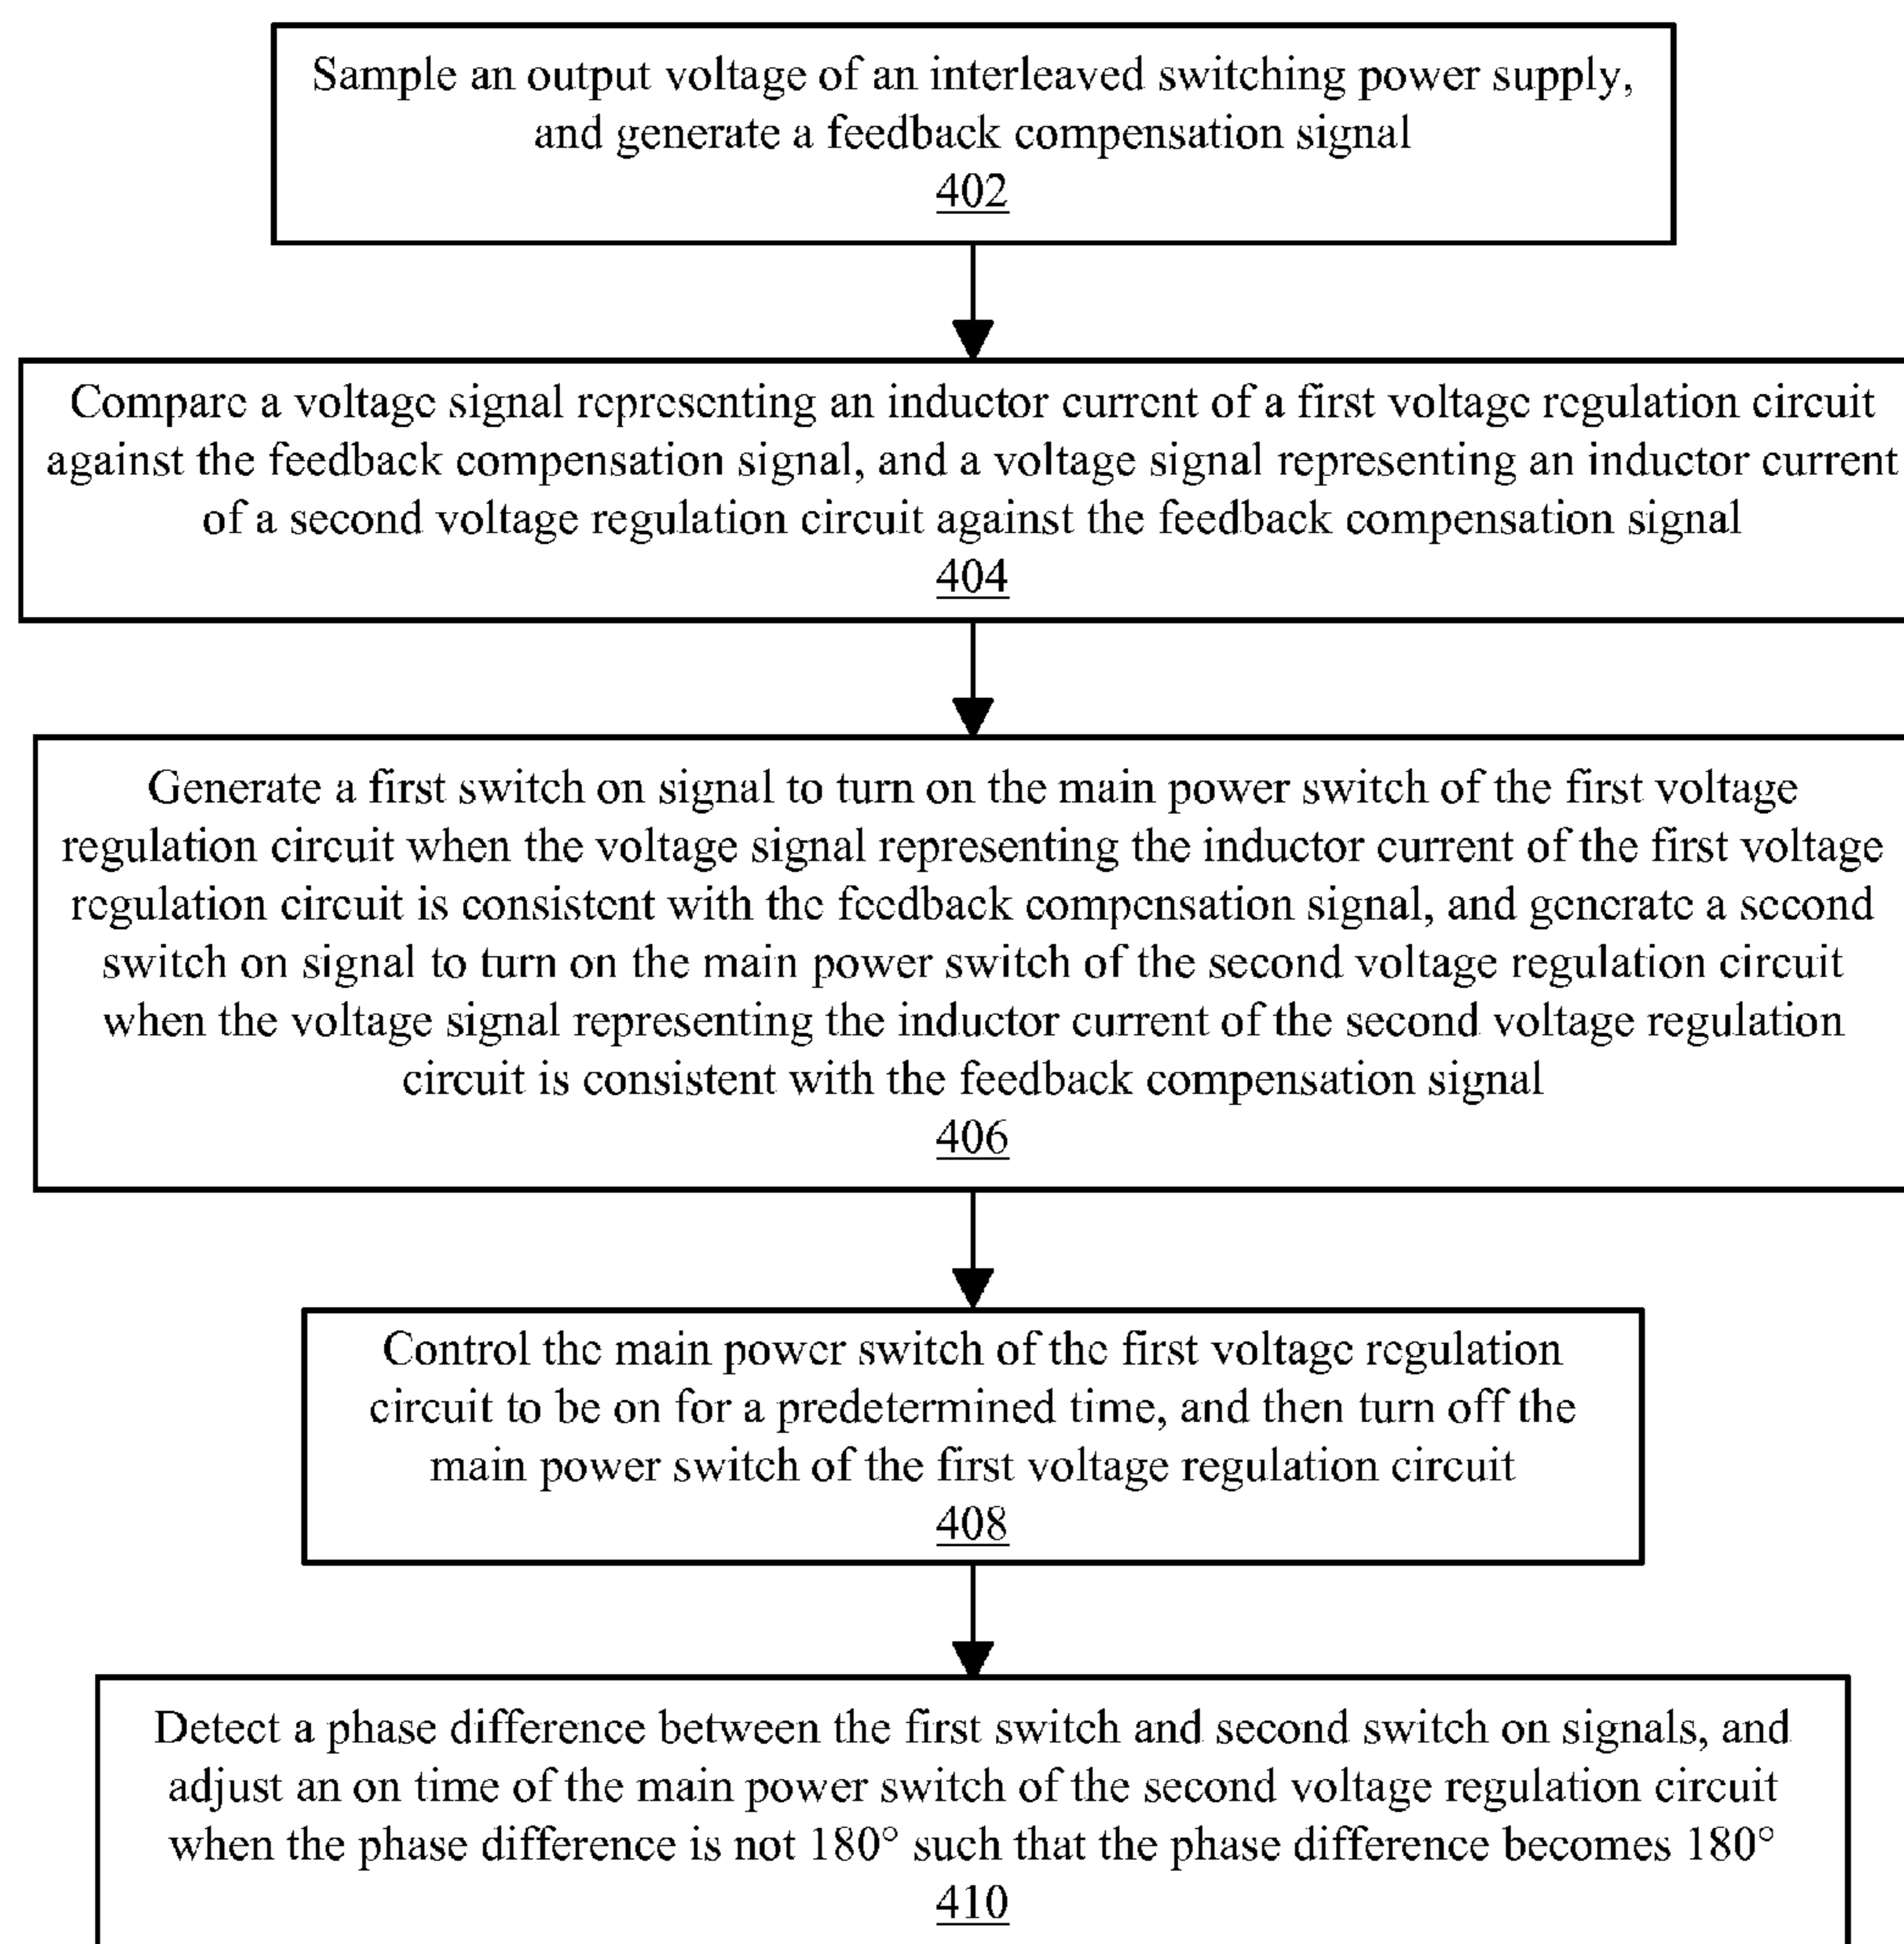 Sample an output voltage of an interleaved switching power supply,
and generate a feedback compensation signal
402
Compare a voltage signal representing an inductor current of a first voltage regulation circuit
against the feedback compensation signal, and a voltage signal representing an inductor current
of a second voltage regulation circuit against the feedback compensation signal
404
Generate a first switch on signal to turn on the main power switch of the first voltage
regulation circuit when the voltage signal representing the inductor current of the first voltage
regulation circuit is consistent with the feedback compensation signal, and generate a second
switch on signal to turn on the main power switch of the second voltage regulation circuit
when the voltage signal representing the inductor current of the second voltage regulation
circuit is consistent with the feedback compensation signal
406
Control the main power switch of the first voltage regulation
circuit to be on for a predetermined time, and then turn off the
main power switch of the first voltage regulation circuit
408
Detect a phase difference between the first switch and second switch on signals, and
adjust an on time of the main power switch of the second voltage regulation circuit
when the phase difference is not 180° such that the phase difference becomes 180°
410